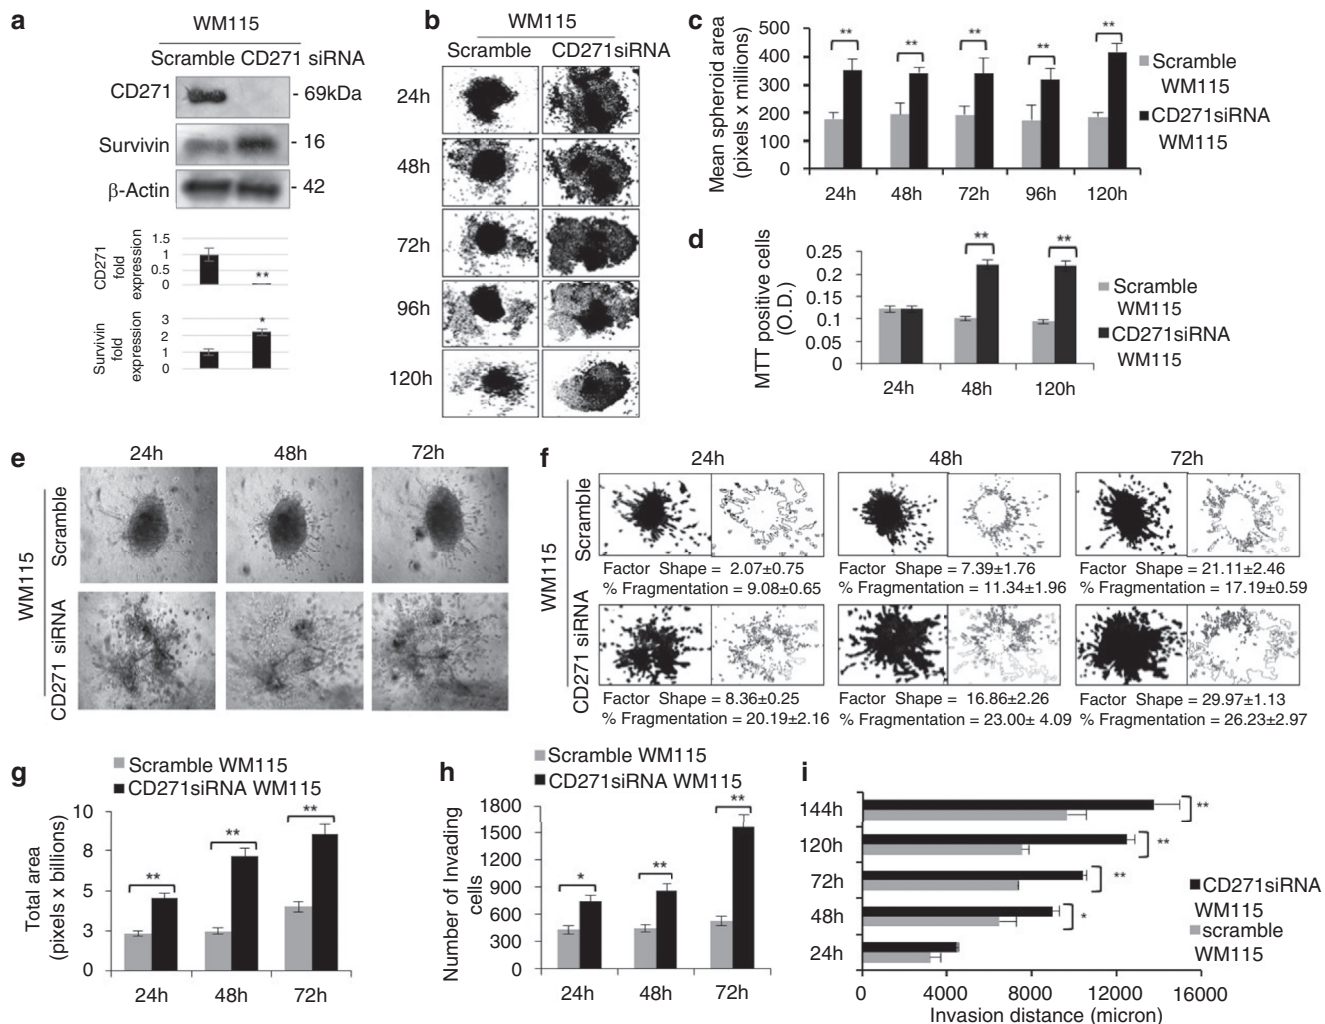 a
WM115
Scramble CD271 siRNA
CD271
- 69kDa
Survivin
- 16
β-Actin
- 42
CD271
fold
expression
1.5
1
0.5
0
**
Survivin
fold
expression
3
2
1
0
*
b
WM115
Scramble CD271siRNA
24h
48h
72h
96h
120h
c
Mean spheroid area
(pixels x millions)
500
400
300
200
100
0
** ** ** ** **
24h 48h 72h 96h 120h
Scramble
WM115
CD271siRNA
WM115
d
MTT positive cells
(O.D.)
0.25
0.2
0.15
0.1
0.05
0
** **
24h 48h 120h
Scramble
WM115
CD271siRNA
WM115
e
24h 48h 72h
WM115
Scramble
CD271 siRNA
f
24h 48h 72h
WM115
Scramble
CD271 siRNA
Factor Shape = 2.07±0.75
% Fragmentation = 9.08±0.65
Factor Shape = 7.39±1.76
% Fragmentation = 11.34±1.96
Factor Shape = 21.11±2.46
% Fragmentation = 17.19±0.59
Factor Shape = 8.36±0.25
% Fragmentation = 20.19±2.16
Factor Shape = 16.86±2.26
% Fragmentation = 23.00± 4.09
Factor Shape = 29.97±1.13
% Fragmentation = 26.23±2.97
g
Scramble WM115
CD271siRNA WM115
Total area
(pixels x billions)
10
8
5
3
0
** ** **
24h 48h 72h
h
Scramble WM115
CD271siRNA WM115
Number of Invading
cells
1800
1500
1200
900
600
300
0
* ** **
24h 48h 72h
i
144h
**
120h
**
72h
**
48h
*
24h
0 4000 8000 12000 16000
Invasion distance (micron)
CD271siRNA
WM115
scramble
WM115